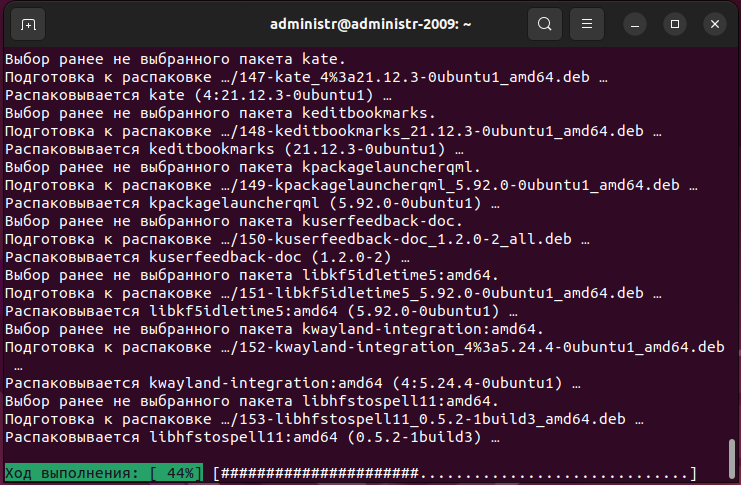 administr@administr-2009: ~
Выбор ранее не выбранного пакета kate.
Подготовка к распаковке …/147-kate_4%3a21.12.3-0ubuntu1_amd64.deb …
Распаковывается kate (4:21.12.3-0ubuntu1) …
Выбор ранее не выбранного пакета keditbookmarks.
Подготовка к распаковке …/148-keditbookmarks_21.12.3-0ubuntu1_amd64.deb …
Распаковывается keditbookmarks (21.12.3-0ubuntu1) …
Выбор ранее не выбранного пакета kpackagelauncherqml.
Подготовка к распаковке …/149-kpackagelauncherqml_5.92.0-0ubuntu1_amd64.deb …
Распаковывается kpackagelauncherqml (5.92.0-0ubuntu1) …
Выбор ранее не выбранного пакета kuserfeedback-doc.
Подготовка к распаковке …/150-kuserfeedback-doc_1.2.0-2_all.deb …
Распаковывается kuserfeedback-doc (1.2.0-2) …
Выбор ранее не выбранного пакета libkf5idletime5:amd64.
Подготовка к распаковке …/151-libkf5idletime5_5.92.0-0ubuntu1_amd64.deb …
Распаковывается libkf5idletime5:amd64 (5.92.0-0ubuntu1) …
Выбор ранее не выбранного пакета kwayland-integration:amd64.
Подготовка к распаковке …/152-kwayland-integration_4%3a5.24.4-0ubuntu1_amd64.deb
…
Распаковывается kwayland-integration:amd64 (4:5.24.4-0ubuntu1) …
Выбор ранее не выбранного пакета libhfstospell11:amd64.
Подготовка к распаковке …/153-libhfstospell11_0.5.2-1build3_amd64.deb …
Распаковывается libhfstospell11:amd64 (0.5.2-1build3) …
Ход выполнения: [ 44%] [######################..............................]